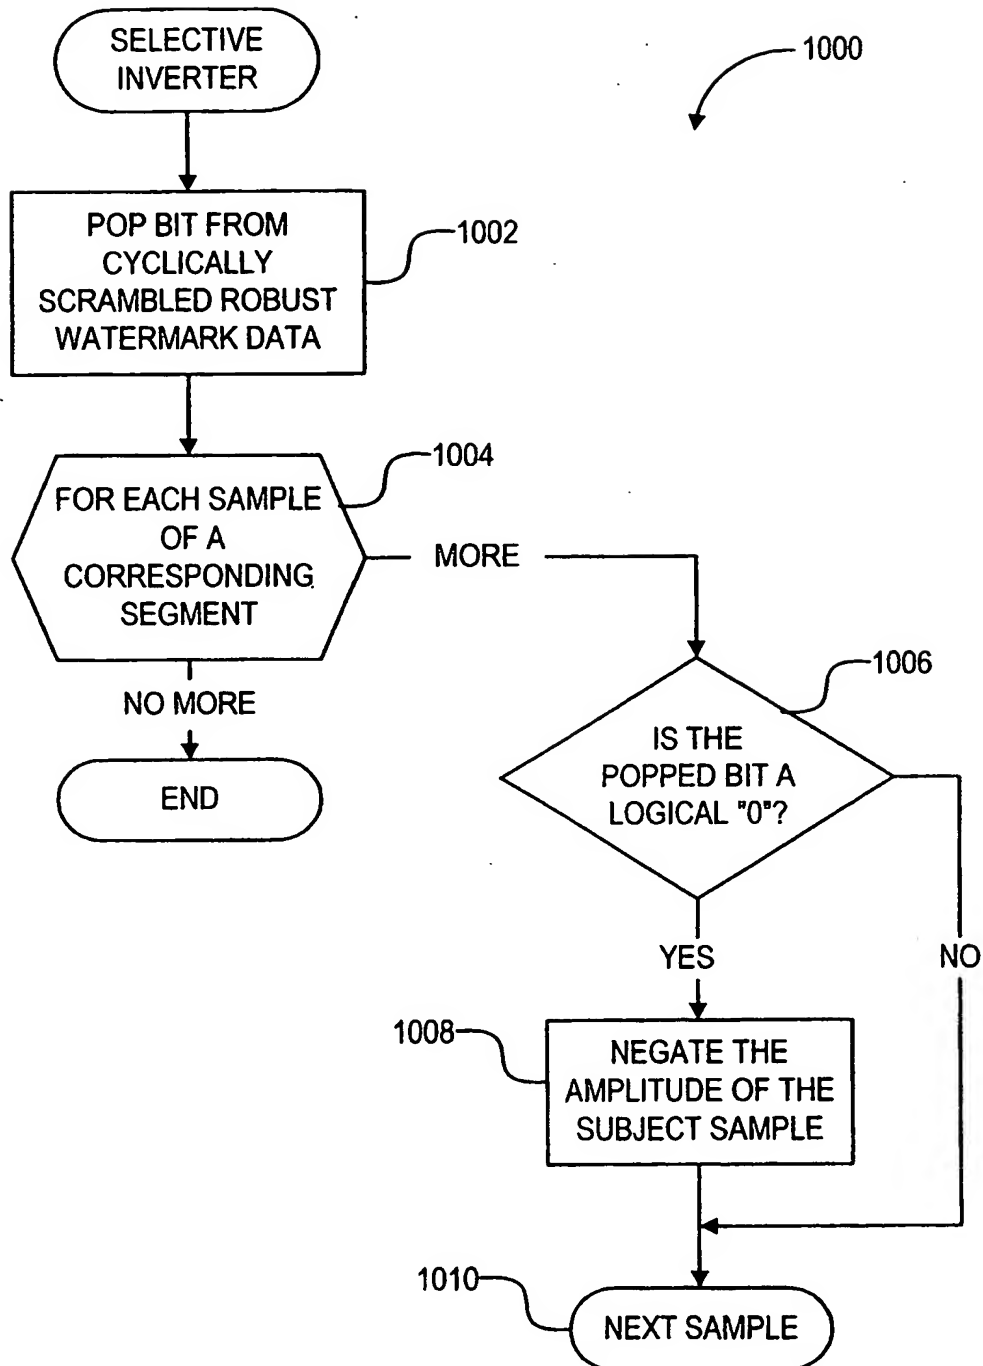 SELECTIVE
INVERTER
1000
POP BIT FROM
CYCLICALLY
SCRAMBLED ROBUST
WATERMARK DATA
1002
FOR EACH SAMPLE
OF A
CORRESPONDING
SEGMENT
1004
MORE
NO MORE
END
IS THE
POPPED BIT A
LOGICAL "0"?
1006
YES
NO
NEGATE THE
AMPLITUDE OF THE
SUBJECT SAMPLE
1008
1010
NEXT SAMPLE